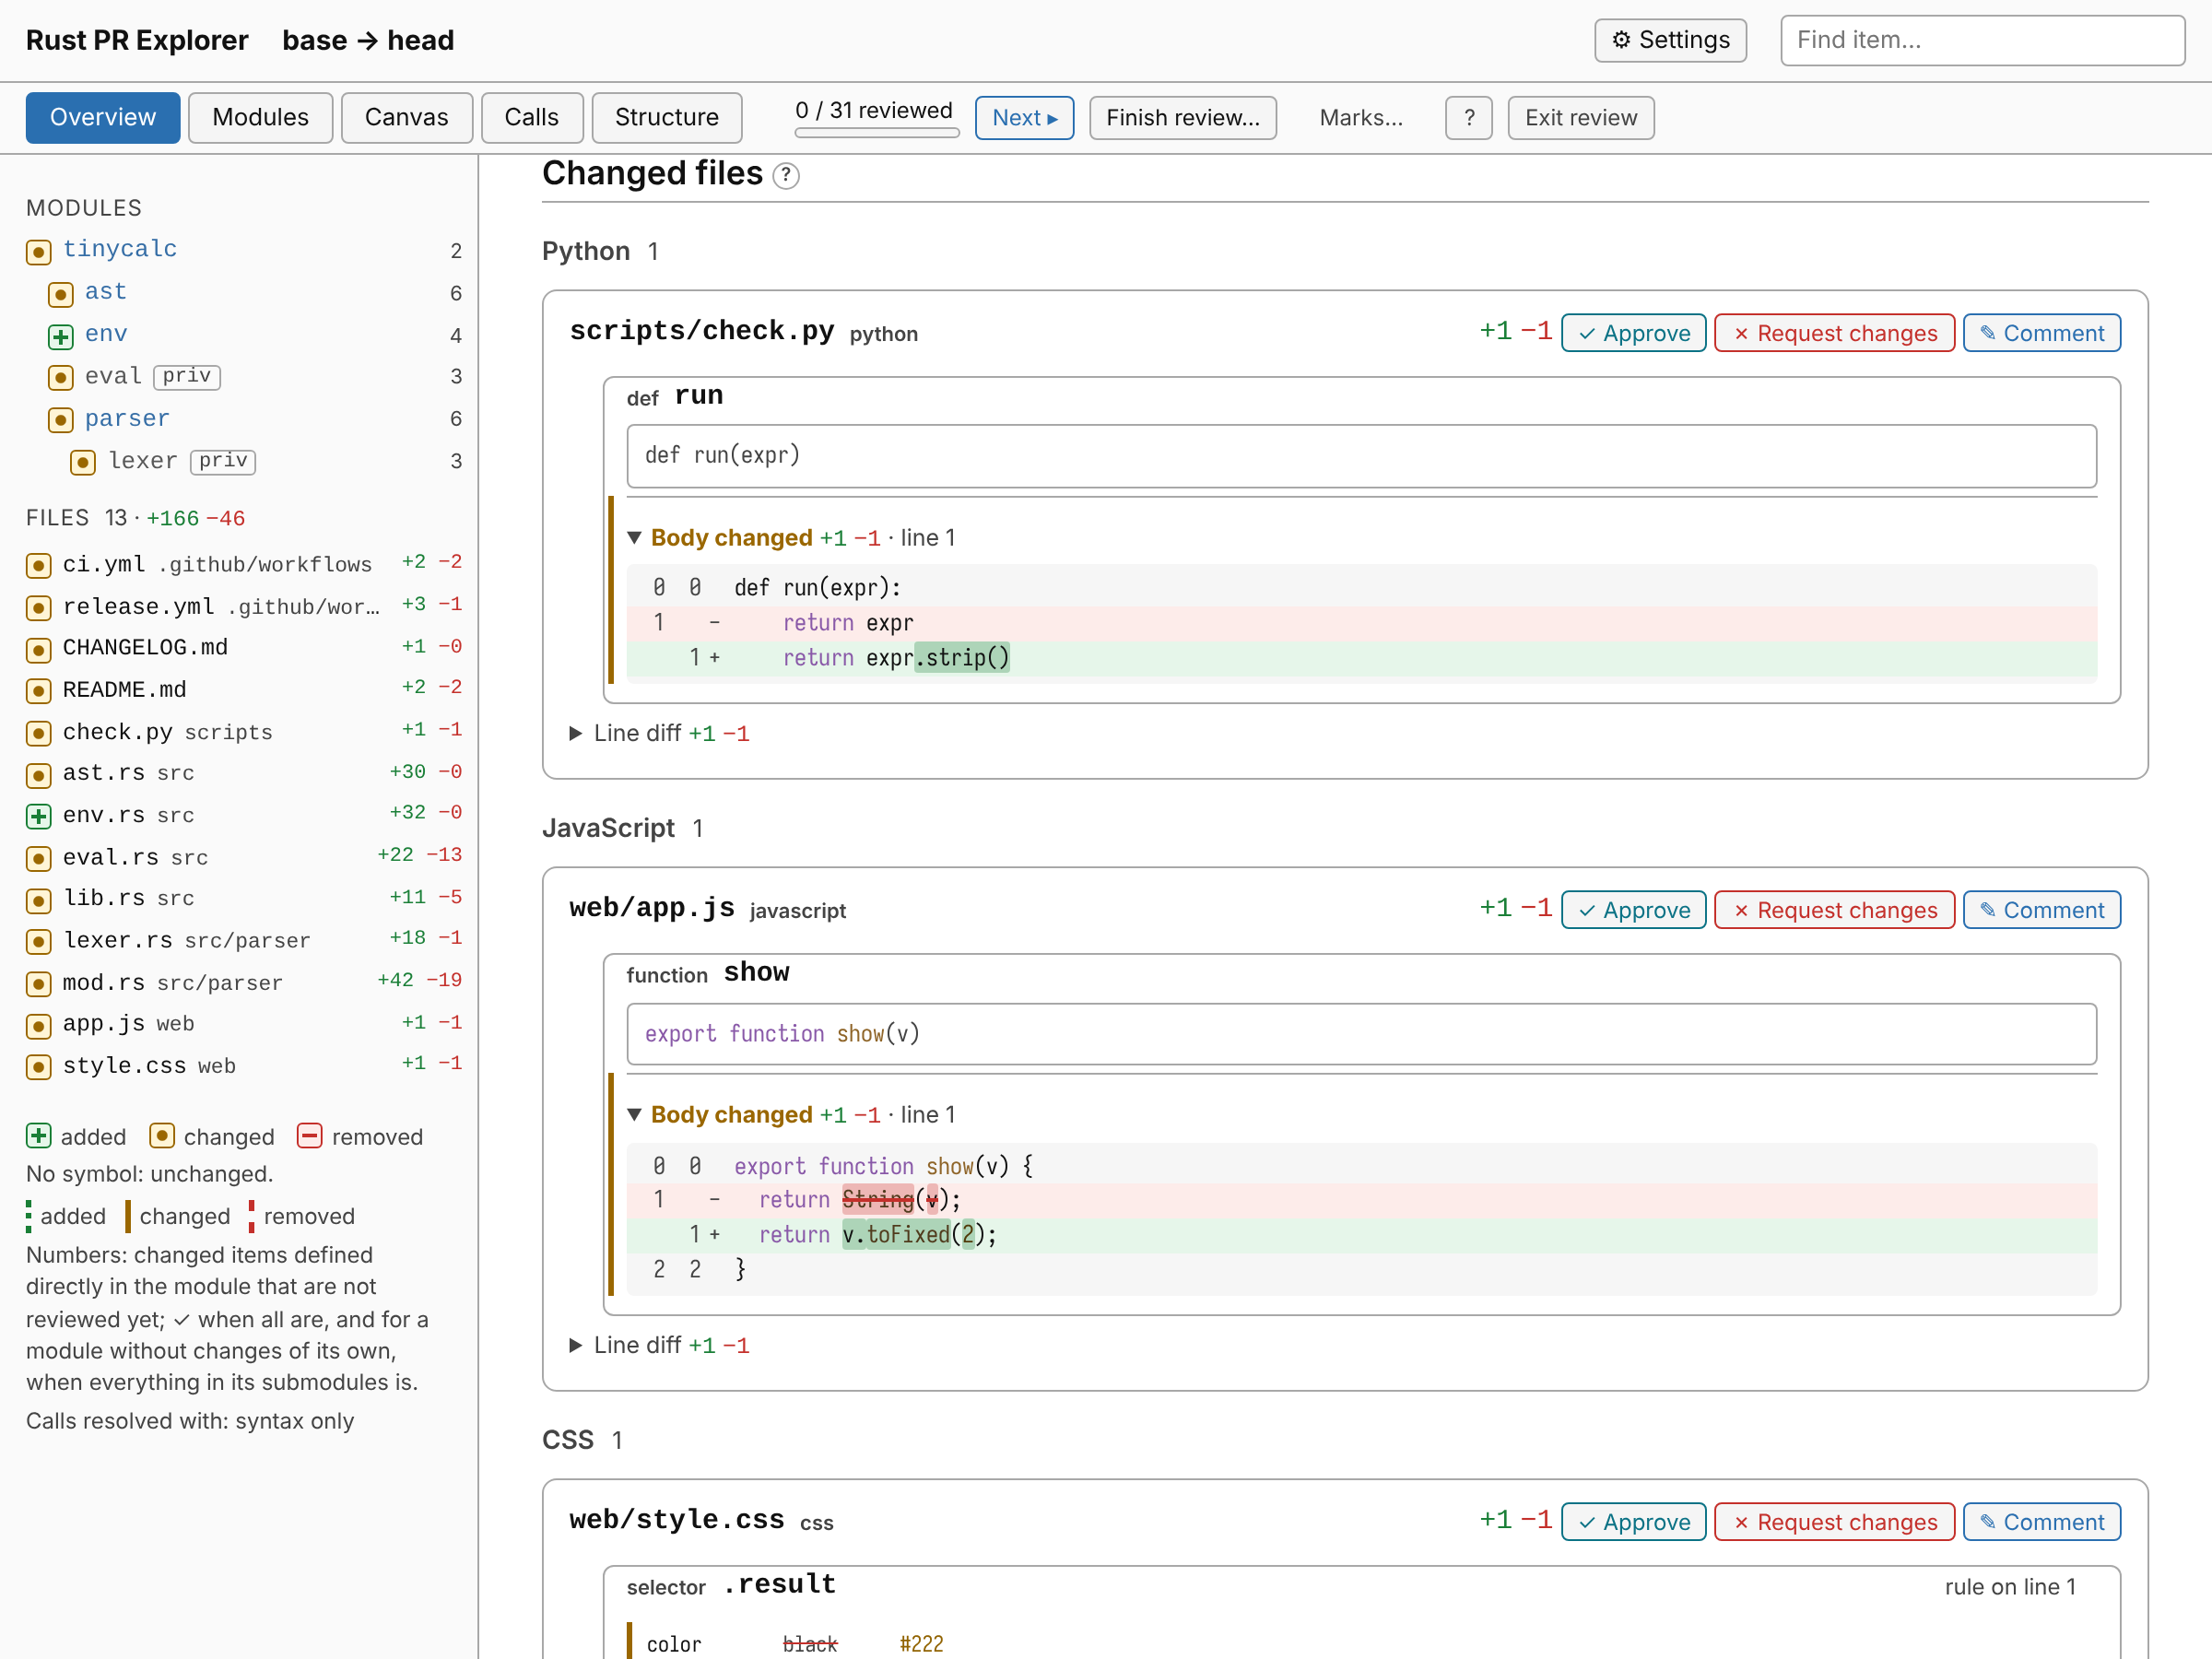 Rust PR Explorer base → head ⚙ Settings Find item...
Overview Modules Canvas Calls Structure 0 / 31 reviewed Next ▸ Finish review... Marks... ? Exit review
MODULES
tinycalc 2
ast 6
env 4
eval priv 3
parser 6
lexer priv 3
FILES 13 · +166 −46
ci.yml .github/workflows +2 −2
release.yml .github/wor… +3 −1
CHANGELOG.md +1 −0
README.md +2 −2
check.py scripts +1 −1
ast.rs src +30 −0
env.rs src +32 −0
eval.rs src +22 −13
lib.rs src +11 −5
lexer.rs src/parser +18 −1
mod.rs src/parser +42 −19
app.js web +1 −1
style.css web +1 −1
added changed removed
No symbol: unchanged.
added changed removed
Numbers: changed items defined
directly in the module that are not
reviewed yet; ✓ when all are, and for a
module without changes of its own,
when everything in its submodules is.
Calls resolved with: syntax only
Changed files ?
Python 1
scripts/check.py python +1 −1 ✓ Approve × Request changes ✎ Comment
def run
def run(expr)
▼ Body changed +1 −1 · line 1
0 0 def run(expr):
1 − return expr
1 + return expr.strip()
▶ Line diff +1 −1
JavaScript 1
web/app.js javascript +1 −1 ✓ Approve × Request changes ✎ Comment
function show
export function show(v)
▼ Body changed +1 −1 · line 1
0 0 export function show(v) {
1 − return String(v);
1 + return v.toFixed(2);
2 2 }
▶ Line diff +1 −1
CSS 1
web/style.css css +1 −1 ✓ Approve × Request changes ✎ Comment
selector .result rule on line 1
color black #222